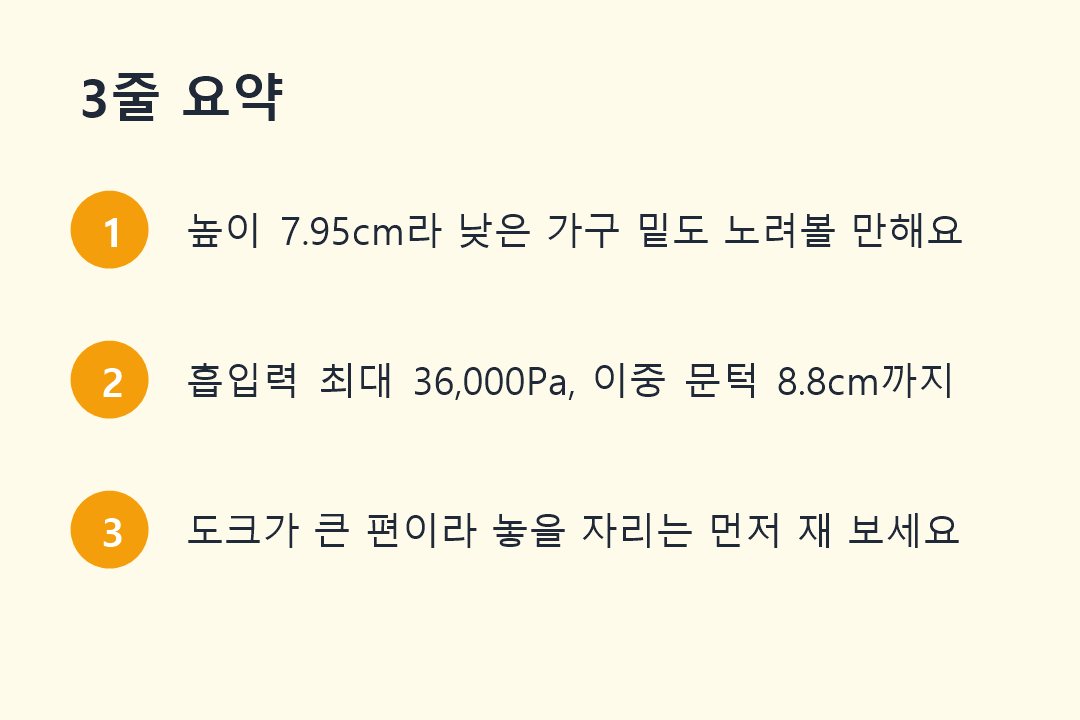 3줄 요약
1 높이 7.95cm라 낮은 가구 밑도 노려볼 만해요
2 흡입력 최대 36,000Pa, 이중 문턱 8.8cm까지
3 도크가 큰 편이라 놓을 자리는 먼저 재 보세요